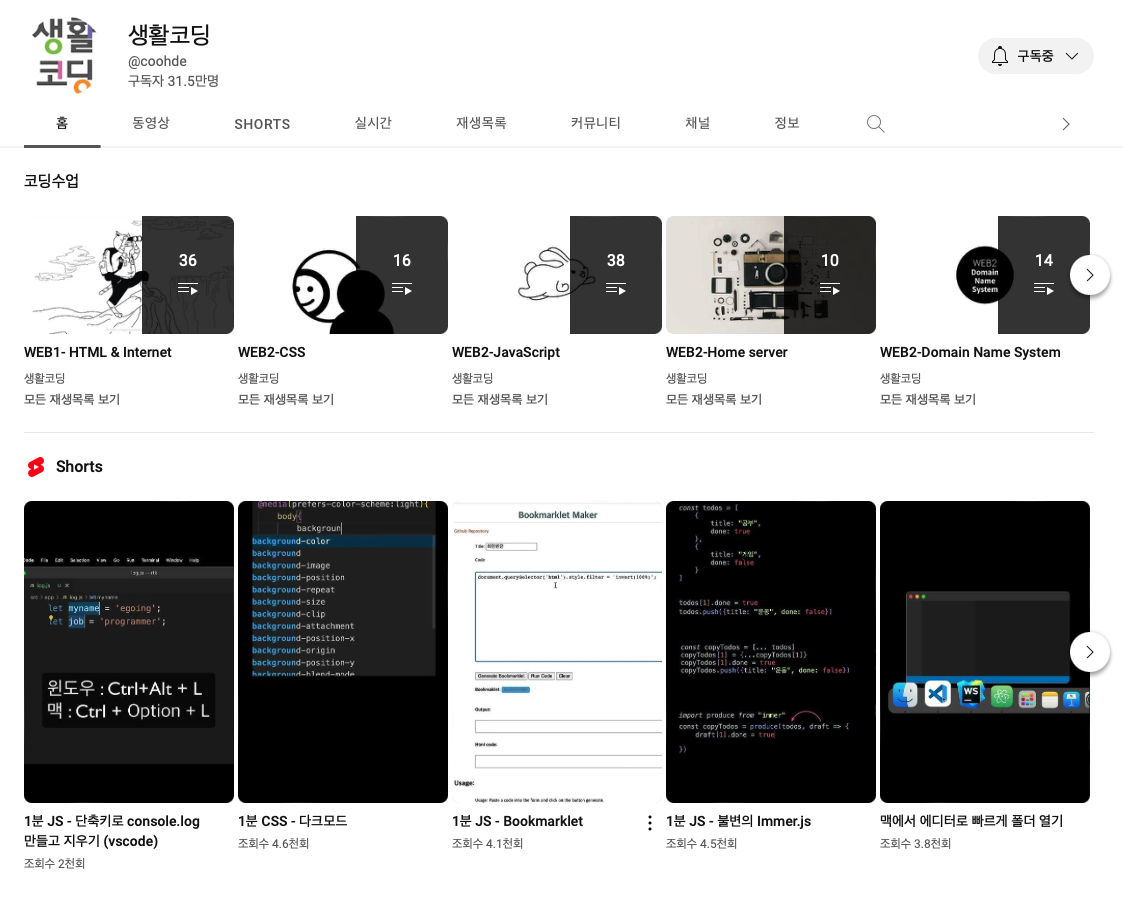 생활
코딩
생활코딩
@coohde
구독자 31.5만명
구독중
홈
동영상
SHORTS
실시간
재생목록
커뮤니티
채널
정보
코딩수업
36
16
38
10
WEB2
Domain
Name
System
14
WEB1- HTML & Internet
생활코딩
모든 재생목록 보기
WEB2-CSS
생활코딩
모든 재생목록 보기
WEB2-JavaScript
생활코딩
모든 재생목록 보기
WEB2-Home server
생활코딩
모든 재생목록 보기
WEB2-Domain Name System
생활코딩
모든 재생목록 보기
Shorts
File Edit Selection View Go Run Terminal Window Help
let myname = 'egoing';
let job = 'programmer';
윈도우 : Ctrl+Alt + L
맥 : Ctrl + Option + L
@media(prefers-color-scheme:light){
body{
backgroun
background-color
background
background-image
background-position
background-repeat
background-size
background-clip
background-attachment
background-position-x
background-origin
background-position-y
background-blend-mode
Bookmarklet Maker
Github Repository
Title:
Code
document.querySelector('html').style.filter = 'invert(100%)';
Generate Bookmarklet Run Code Clear
Bookmarklet:
Output:
Html code:
Usage:
Usage: Paste a code into the form and click on the button generate.
const todos = [
{
title: "공부",
done: true
},
{
title: "게임",
done: false
}
]
todos[1].done = true
todos.push({title: "운동", done: false})
const copyTodos = [... todos]
copyTodos[1] = {...copyTodos[1]}
copyTodos[1].done = true
copyTodos.push({title: "운동", done: false})
import produce from "immer"
const copyTodos = produce(todos, draft => {
draft[1].done = true
})
WS
1분 JS - 단축키로 console.log
만들고 지우기 (vscode)
조회수 2천회
1분 CSS - 다크모드
조회수 4.6천회
1분 JS - Bookmarklet
조회수 4.1천회
1분 JS - 불변의 Immer.js
조회수 4.5천회
맥에서 에디터로 빠르게 폴더 열기
조회수 3.8천회